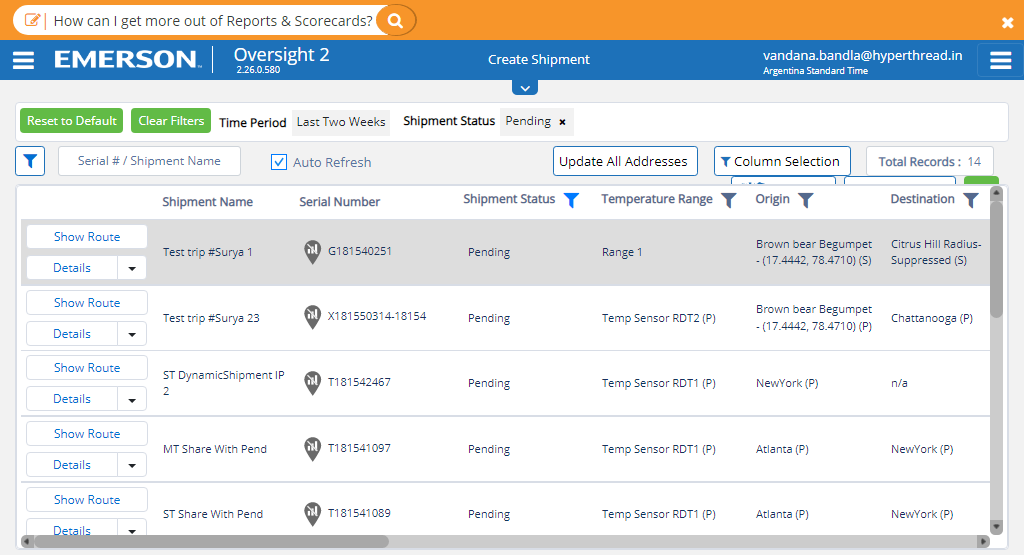 How can I get more out of Reports & Scorecards?
EMERSON. Oversight 2
2.26.0.580
Create Shipment
vandana.bandla@hyperthread.in
Argentina Standard Time
Reset to Default Clear Filters Time Period Last Two Weeks Shipment Status Pending ×
Serial # / Shipment Name Auto Refresh Update All Addresses Column Selection Total Records : 14
Shipment Name Serial Number Shipment Status Temperature Range Origin Destination
Show Route
Details
Test trip #Surya 1 G181540251 Pending Range 1
Brown bear Begumpet
- (17.4442, 78.4710) (S)
Citrus Hill Radius-
Suppressed (S)
Show Route
Details
Test trip #Surya 23 X181550314-18154 Pending Temp Sensor RDT2 (P)
Brown bear Begumpet
- (17.4442, 78.4710) (P)
Chattanooga (P)
Show Route
Details
ST DynamicShipment IP
2
T181542467 Pending Temp Sensor RDT1 (P) NewYork (P) n/a
Show Route
Details
MT Share With Pend T181541097 Pending Temp Sensor RDT1 (P) Atlanta (P) NewYork (P)
Show Route
Details
ST Share With Pend T181541089 Pending Temp Sensor RDT1 (P) Atlanta (P) NewYork (P)